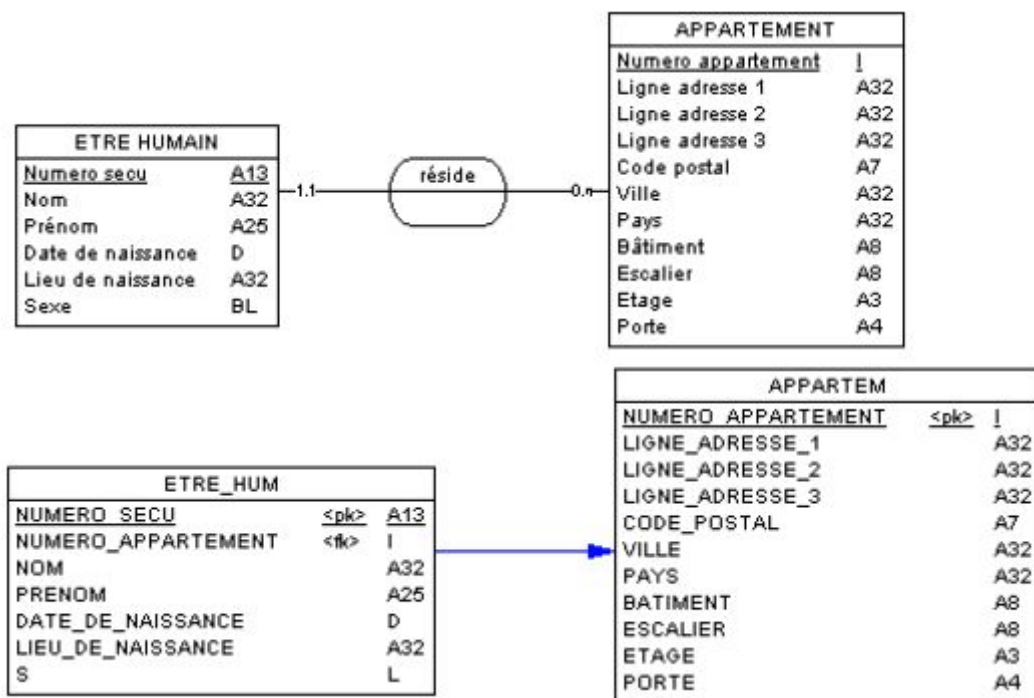 ETRE HUMAIN
Numero secu A13
Nom A32
Prénom A25
Date de naissance D
Lieu de naissance A32
Sexe BL
1.1
réside
0.n
APPARTEMENT
Numero appartement I
Ligne adresse 1 A32
Ligne adresse 2 A32
Ligne adresse 3 A32
Code postal A7
Ville A32
Pays A32
Bâtiment A8
Escalier A8
Etage A3
Porte A4
ETRE_HUM
NUMERO_SECU <pk> A13
NUMERO_APPARTEMENT <fk> I
NOM A32
PRENOM A25
DATE_DE_NAISSANCE D
LIEU_DE_NAISSANCE A32
S L
APPARTEM
NUMERO_APPARTEMENT <pk> I
LIGNE_ADRESSE_1 A32
LIGNE_ADRESSE_2 A32
LIGNE_ADRESSE_3 A32
CODE_POSTAL A7
VILLE A32
PAYS A32
BATIMENT A8
ESCALIER A8
ETAGE A3
PORTE A4